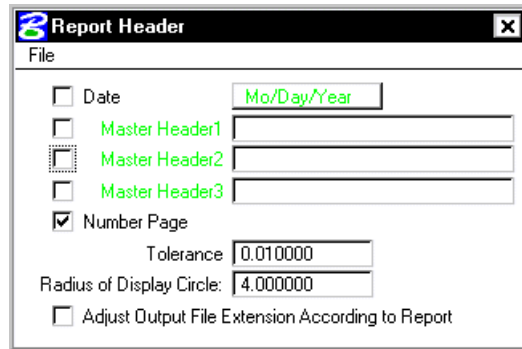 Report Header
File
Date Mo/Day/Year
Master Header1
Master Header2
Master Header3
Number Page
Tolerance 0.010000
Radius of Display Circle: 4.000000
Adjust Output File Extension According to Report